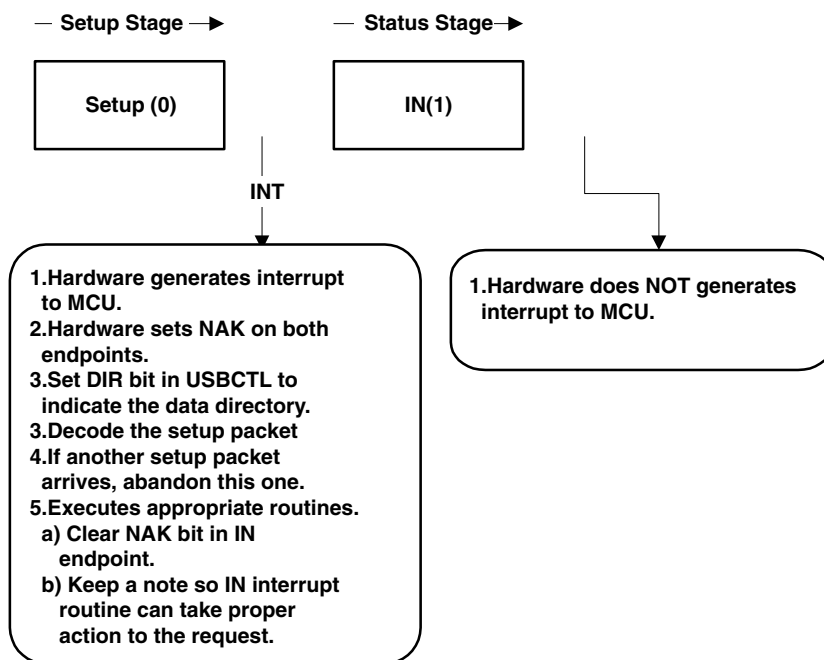 Setup Stage
Status Stage
Setup (0)
IN(1)
INT
1.Hardware generates interrupt
to MCU.
2.Hardware sets NAK on both
endpoints.
3.Set DIR bit in USBCTL to
indicate the data directory.
3.Decode the setup packet
4.If another setup packet
arrives, abandon this one.
5.Executes appropriate routines.
a) Clear NAK bit in IN
endpoint.
b) Keep a note so IN interrupt
routine can take proper
action to the request.
1.Hardware does NOT generates
interrupt to MCU.